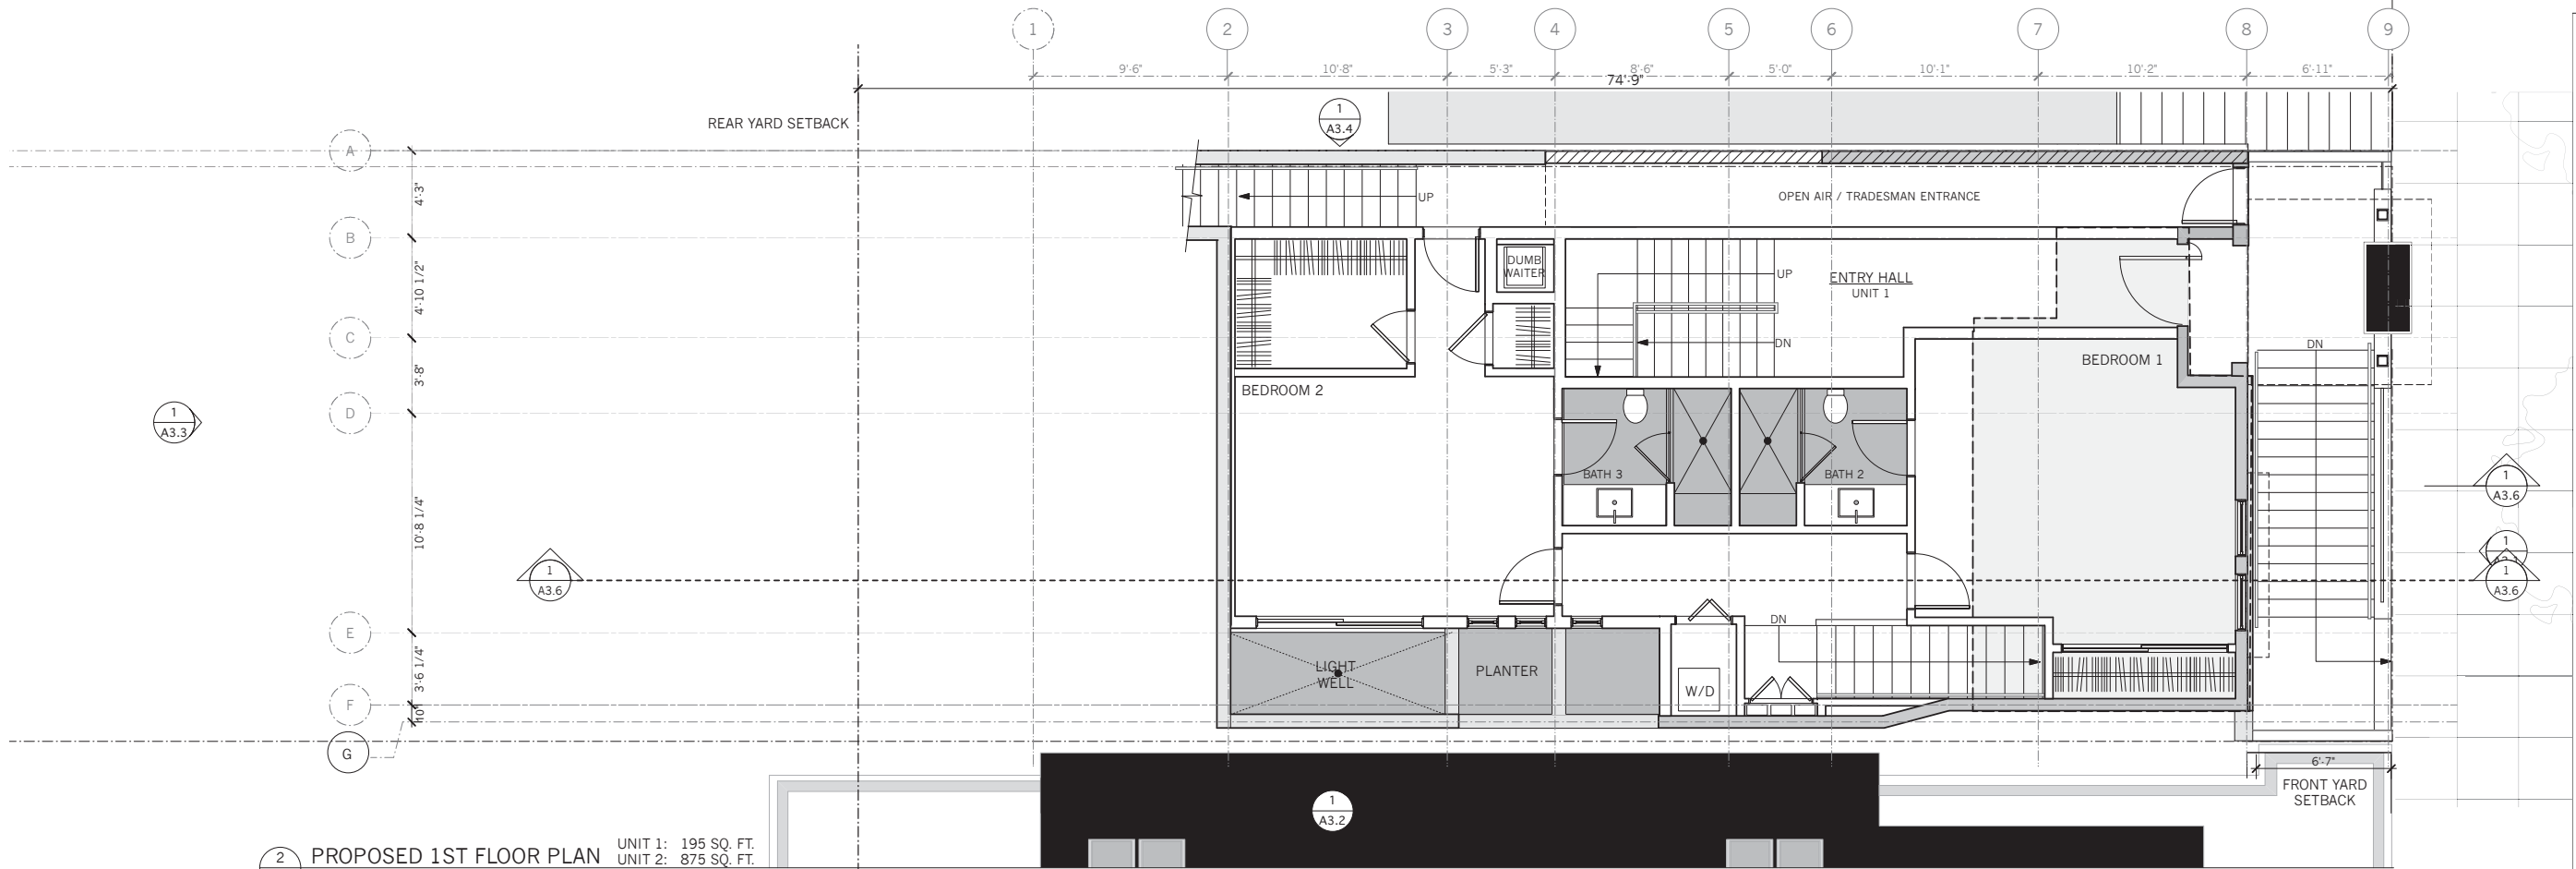 1 2 3 4 5 6 7 8 9
9'-6" 10'-8" 5'-3" 8'-6" 5'-0" 10'-1" 10'-2" 6'-11"
74'-9"
REAR YARD SETBACK
1
A3.4
A
4'-3"
UP
OPEN AIR / TRADESMAN ENTRANCE
B
DUMB
WAITER
UP
ENTRY HALL
UNIT 1
4'-10 1/2"
C
DN
DN
BEDROOM 1
3'-8"
BEDROOM 2
D
1
A3.3
BATH 3
BATH 2
1
A3.6
10'-8 1/4"
1
1
A3.6
1
A3.6
E
DN
3'-6 1/4"
LIGHT
WELL
PLANTER
W/D
F
10"
G
6'-7"
FRONT YARD
SETBACK
1
A3.2
2
PROPOSED 1ST FLOOR PLAN
UNIT 1: 195 SQ. FT.
UNIT 2: 875 SQ. FT.